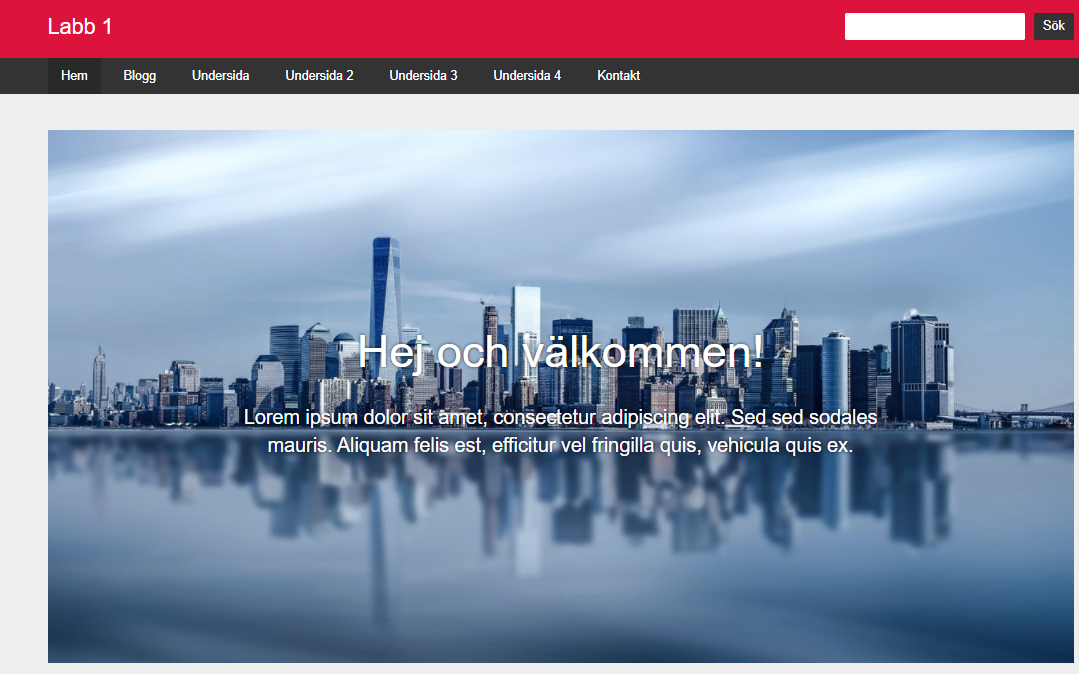 Labb 1
Sök
Hem Blogg Undersida Undersida 2 Undersida 3 Undersida 4 Kontakt
Hej och välkommen!
Lorem ipsum dolor sit amet, consectetur adipiscing elit. Sed sed sodales
mauris. Aliquam felis est, efficitur vel fringilla quis, vehicula quis ex.